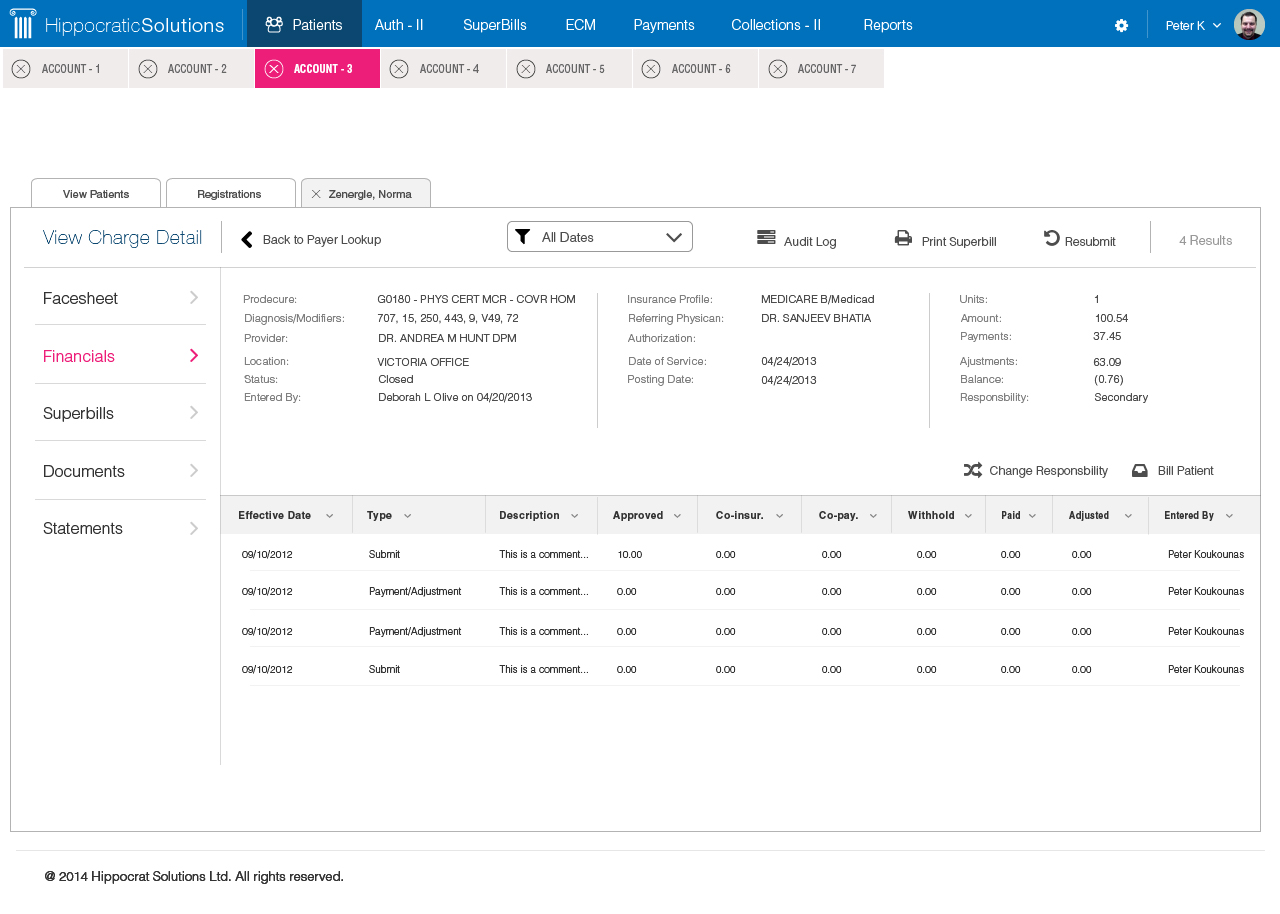 HippocraticSolutions Patients Auth - II SuperBills ECM Payments Collections - II Reports Peter K
ACCOUNT - 1 ACCOUNT - 2 ACCOUNT - 3 ACCOUNT - 4 ACCOUNT - 5 ACCOUNT - 6 ACCOUNT - 7
View Patients Registrations Zenergle, Norma
View Charge Detail Back to Payer Lookup All Dates Audit Log Print Superbill Resubmit 4 Results
Facesheet
Financials
Superbills
Documents
Statements
Prodecure: G0180 - PHYS CERT MCR - COVR HOM
Diagnosis/Modifiers: 707, 15, 250, 443, 9, V49, 72
Provider: DR. ANDREA M HUNT DPM
Location: VICTORIA OFFICE
Status: Closed
Entered By: Deborah L Olive on 04/20/2013
Insurance Profile: MEDICARE B/Medicad
Referring Physican: DR. SANJEEV BHATIA
Authorization:
Date of Service: 04/24/2013
Posting Date: 04/24/2013
Units: 1
Amount: 100.54
Payments: 37.45
Ajustments: 63.09
Balance: (0.76)
Responsbility: Secondary
Change Responsbility Bill Patient
Effective Date Type Description Approved Co-insur. Co-pay. Withhold Paid Adjusted Entered By
09/10/2012 Submit This is a comment... 10.00 0.00 0.00 0.00 0.00 0.00 Peter Koukounas
09/10/2012 Payment/Adjustment This is a comment... 0.00 0.00 0.00 0.00 0.00 0.00 Peter Koukounas
09/10/2012 Payment/Adjustment This is a comment... 0.00 0.00 0.00 0.00 0.00 0.00 Peter Koukounas
09/10/2012 Submit This is a comment... 0.00 0.00 0.00 0.00 0.00 0.00 Peter Koukounas
@ 2014 Hippocrat Solutions Ltd. All rights reserved.